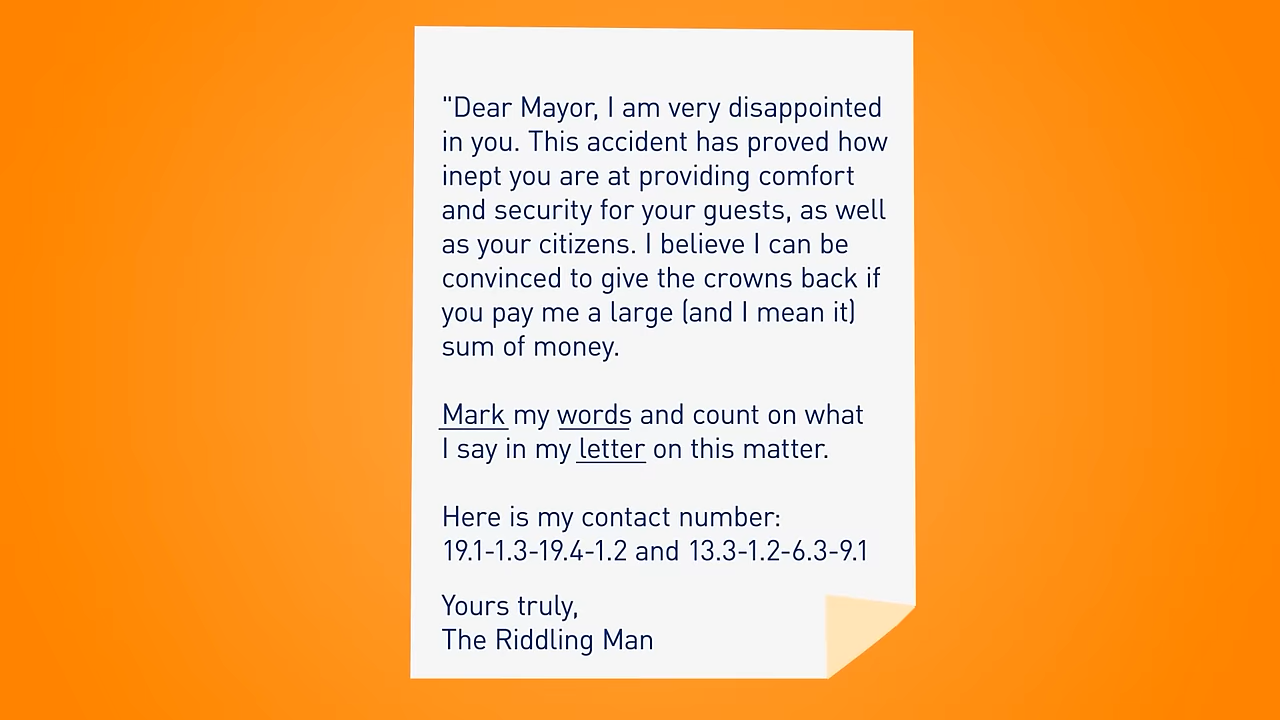 "Dear Mayor, I am very disappointed
in you. This accident has proved how
inept you are at providing comfort
and security for your guests, as well
as your citizens. I believe I can be
convinced to give the crowns back if
you pay me a large (and I mean it)
sum of money.
Mark my words and count on what
I say in my letter on this matter.
Here is my contact number:
19.1-1.3-19.4-1.2 and 13.3-1.2-6.3-9.1
Yours truly,
The Riddling Man